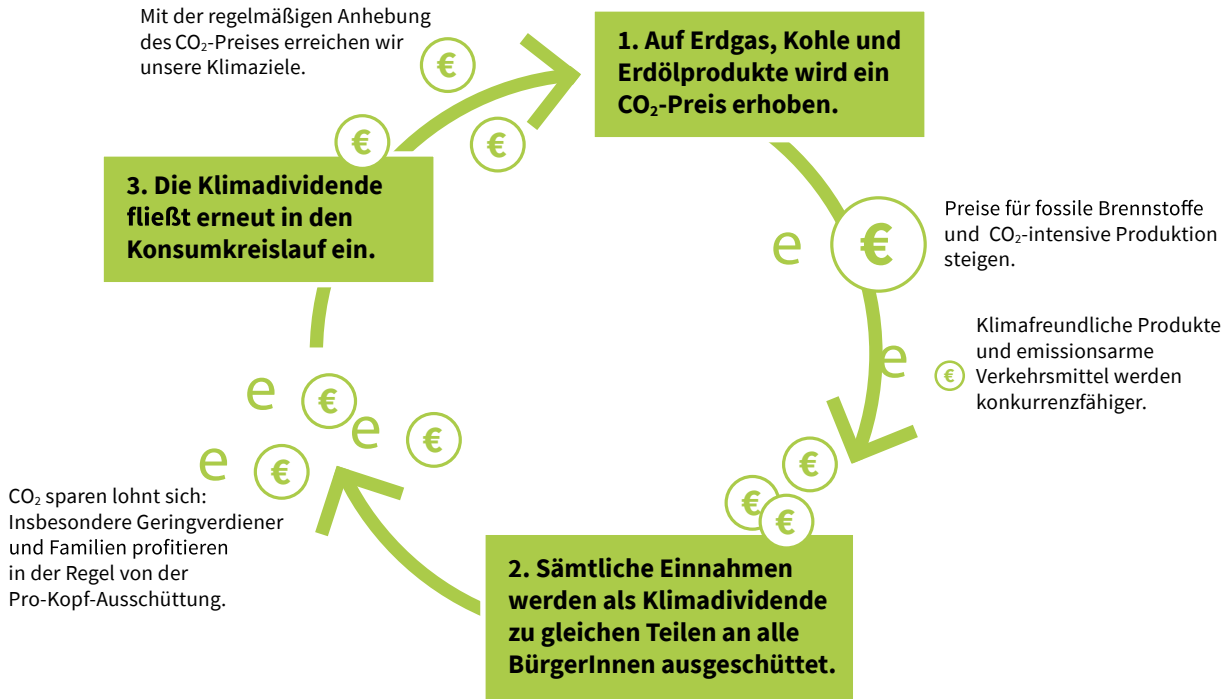 Mit der regelmäßigen Anhebung
des CO₂-Preises erreichen wir
unsere Klimaziele.
€
€
€
1. Auf Erdgas, Kohle und
Erdölprodukte wird ein
CO₂-Preis erhoben.
3. Die Klimadividende
fließt erneut in den
Konsumkreislauf ein.
e €
Preise für fossile Brennstoffe
und CO₂-intensive Produktion
steigen.
e €
Klimafreundliche Produkte
und emissionsarme
Verkehrsmittel werden
konkurrenzfähiger.
e €
e €
e €
€
€
€
CO₂ sparen lohnt sich:
Insbesondere Geringverdiener
und Familien profitieren
in der Regel von der
Pro-Kopf-Ausschüttung.
2. Sämtliche Einnahmen
werden als Klimadividende
zu gleichen Teilen an alle
BürgerInnen ausgeschüttet.